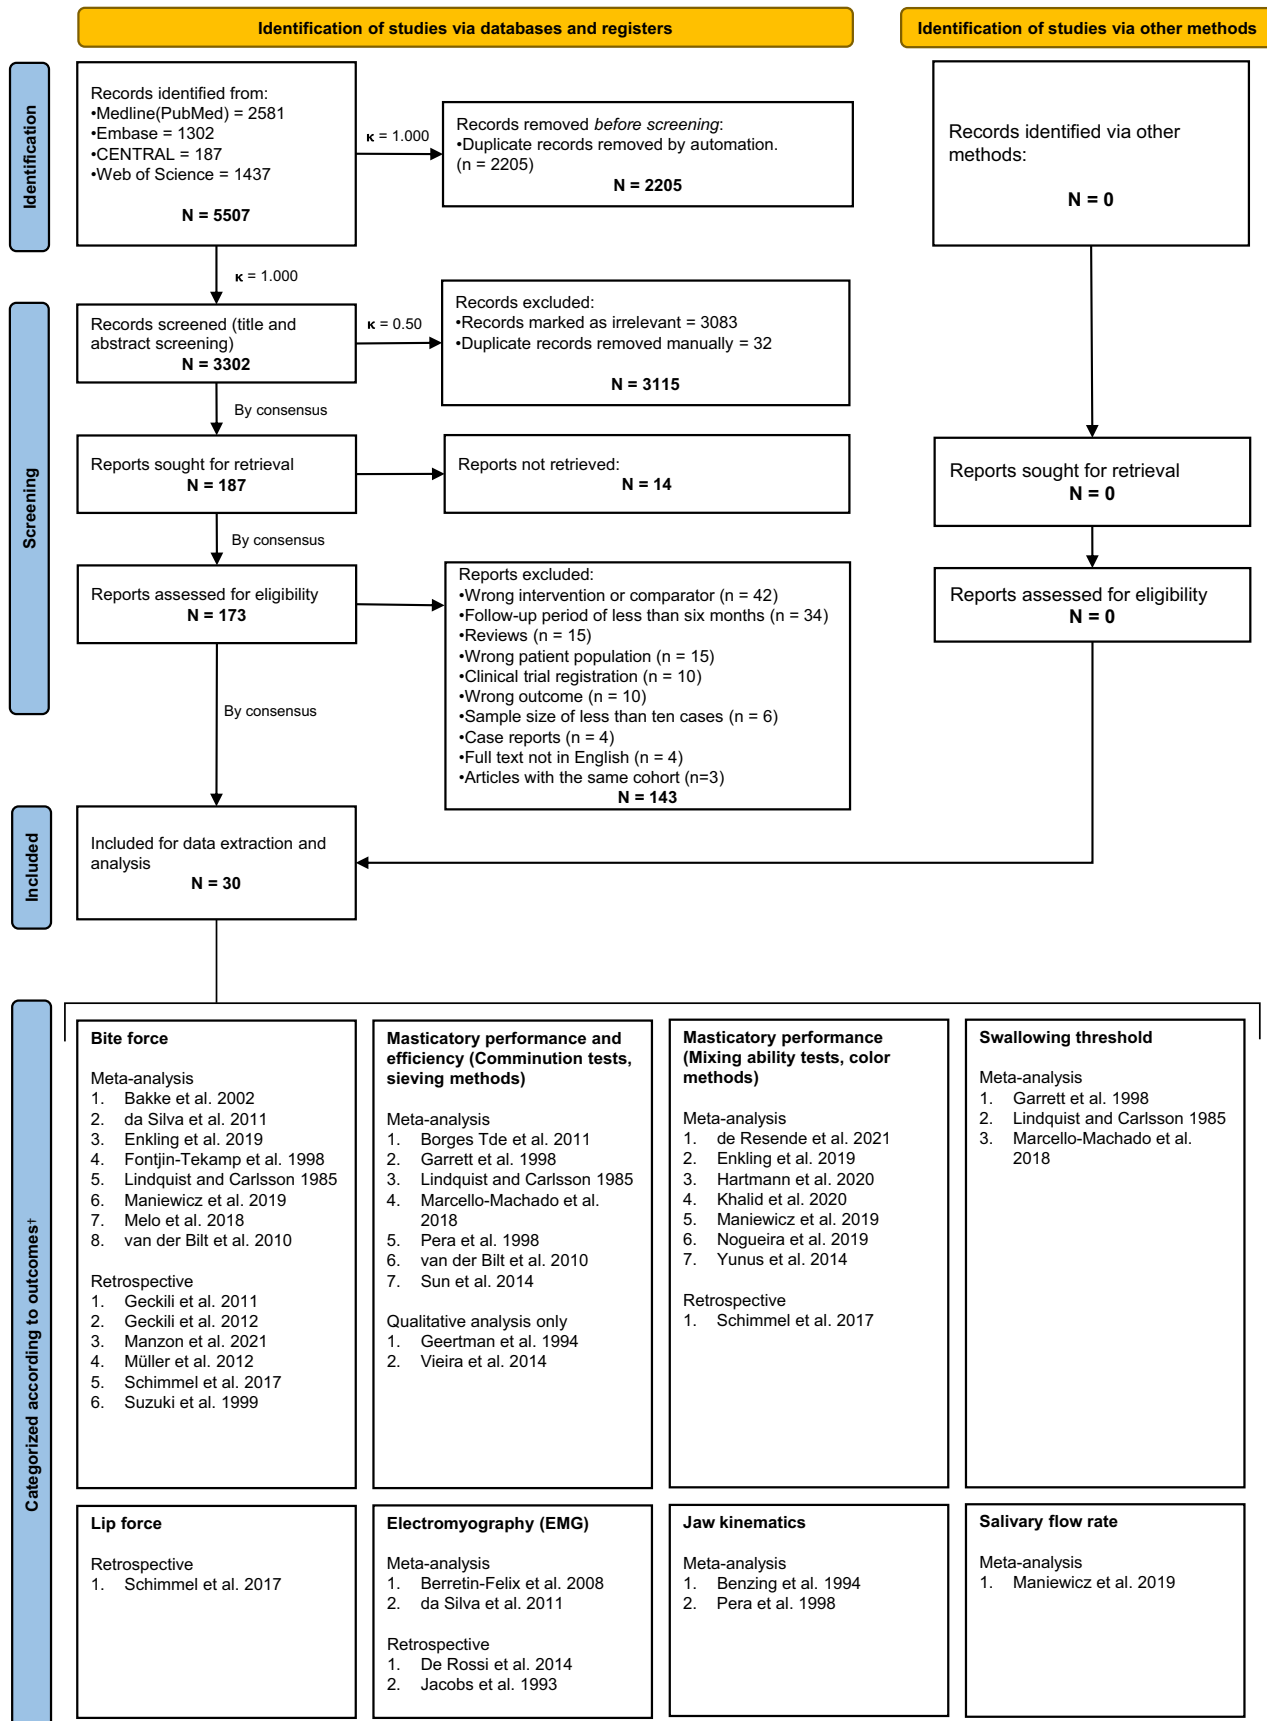 Identification of studies via databases and registers
Identification of studies via other methods
Identification
Records identified from:
•Medline(PubMed) = 2581
•Embase = 1302
•CENTRAL = 187
•Web of Science = 1437
N = 5507
κ = 1.000
Records removed before screening:
•Duplicate records removed by automation.
(n = 2205)
N = 2205
Records identified via other
methods:
N = 0
κ = 1.000
Screening
Records screened (title and
abstract screening)
N = 3302
κ = 0.50
Records excluded:
•Records marked as irrelevant = 3083
•Duplicate records removed manually = 32
N = 3115
By consensus
Reports sought for retrieval
N = 187
Reports not retrieved:
N = 14
Reports sought for retrieval
N = 0
By consensus
Reports assessed for eligibility
N = 173
Reports excluded:
•Wrong intervention or comparator (n = 42)
•Follow-up period of less than six months (n = 34)
•Reviews (n = 15)
•Wrong patient population (n = 15)
•Clinical trial registration (n = 10)
•Wrong outcome (n = 10)
•Sample size of less than ten cases (n = 6)
•Case reports (n = 4)
•Full text not in English (n = 4)
•Articles with the same cohort (n=3)
N = 143
Reports assessed for eligibility
N = 0
By consensus
Included
Included for data extraction and
analysis
N = 30
Categorized according to outcomes†
Bite force
Meta-analysis
1. Bakke et al. 2002
2. da Silva et al. 2011
3. Enkling et al. 2019
4. Fontjin-Tekamp et al. 1998
5. Lindquist and Carlsson 1985
6. Maniewicz et al. 2019
7. Melo et al. 2018
8. van der Bilt et al. 2010
Retrospective
1. Geckili et al. 2011
2. Geckili et al. 2012
3. Manzon et al. 2021
4. Müller et al. 2012
5. Schimmel et al. 2017
6. Suzuki et al. 1999
Masticatory performance and
efficiency (Comminution tests,
sieving methods)
Meta-analysis
1. Borges Tde et al. 2011
2. Garrett et al. 1998
3. Lindquist and Carlsson 1985
4. Marcello-Machado et al.
2018
5. Pera et al. 1998
6. van der Bilt et al. 2010
7. Sun et al. 2014
Qualitative analysis only
1. Geertman et al. 1994
2. Vieira et al. 2014
Masticatory performance
(Mixing ability tests, color
methods)
Meta-analysis
1. de Resende et al. 2021
2. Enkling et al. 2019
3. Hartmann et al. 2020
4. Khalid et al. 2020
5. Maniewicz et al. 2019
6. Nogueira et al. 2019
7. Yunus et al. 2014
Retrospective
1. Schimmel et al. 2017
Swallowing threshold
Meta-analysis
1. Garrett et al. 1998
2. Lindquist and Carlsson 1985
3. Marcello-Machado et al.
2018
Lip force
Retrospective
1. Schimmel et al. 2017
Electromyography (EMG)
Meta-analysis
1. Berretin-Felix et al. 2008
2. da Silva et al. 2011
Retrospective
1. De Rossi et al. 2014
2. Jacobs et al. 1993
Jaw kinematics
Meta-analysis
1. Benzing et al. 1994
2. Pera et al. 1998
Salivary flow rate
Meta-analysis
1. Maniewicz et al. 2019